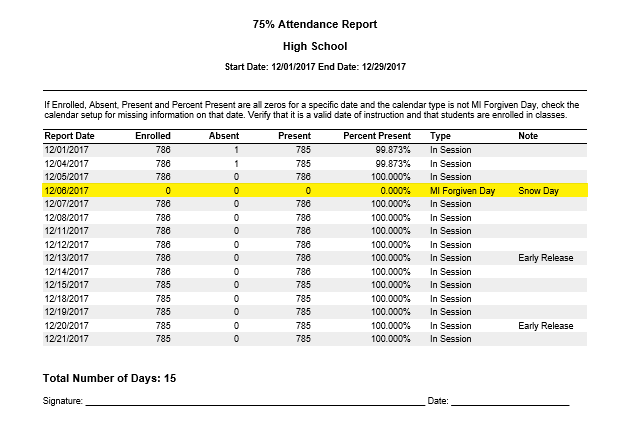 75% Attendance Report
High School
Start Date: 12/01/2017 End Date: 12/29/2017
If Enrolled, Absent, Present and Percent Present are all zeros for a specific date and the calendar type is not MI Forgiven Day, check the
calendar setup for missing information on that date. Verify that it is a valid date of instruction and that students are enrolled in classes.
Report Date Enrolled Absent Present Percent Present Type Note
12/01/2017 786 1 785 99.873% In Session
12/04/2017 786 1 785 99.873% In Session
12/05/2017 786 0 786 100.000% In Session
12/06/2017 0 0 0 0.000% MI Forgiven Day Snow Day
12/07/2017 786 0 786 100.000% In Session
12/08/2017 786 0 786 100.000% In Session
12/11/2017 786 0 786 100.000% In Session
12/12/2017 786 0 786 100.000% In Session
12/13/2017 786 0 786 100.000% In Session Early Release
12/14/2017 786 0 786 100.000% In Session
12/15/2017 785 0 785 100.000% In Session
12/18/2017 785 0 785 100.000% In Session
12/19/2017 785 0 785 100.000% In Session
12/20/2017 785 0 785 100.000% In Session Early Release
12/21/2017 785 0 785 100.000% In Session
Total Number of Days: 15
Signature: Date: